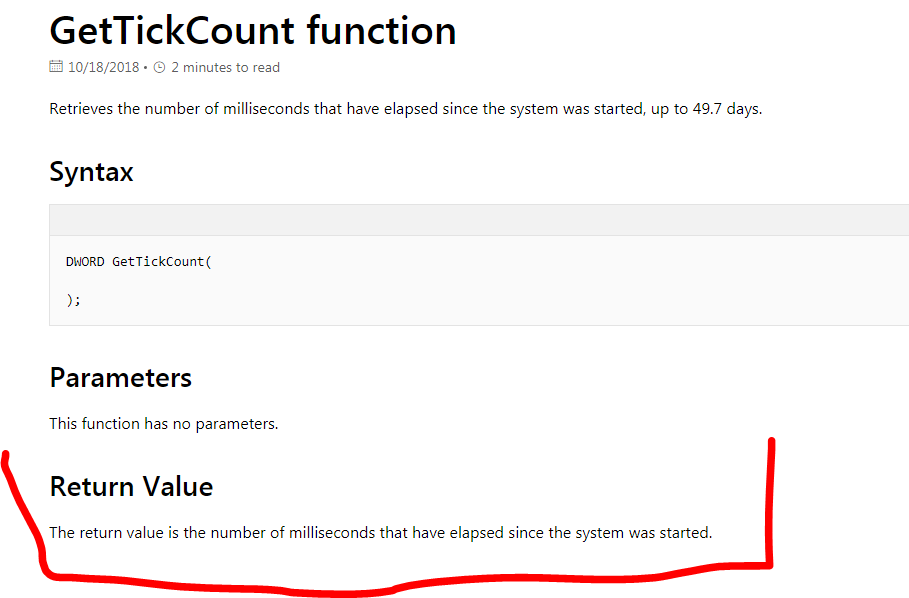 GetTickCount function
10/18/2018 • 2 minutes to read
Retrieves the number of milliseconds that have elapsed since the system was started, up to 49.7 days.
Syntax
DWORD GetTickCount(
);
Parameters
This function has no parameters.
Return Value
The return value is the number of milliseconds that have elapsed since the system was started.